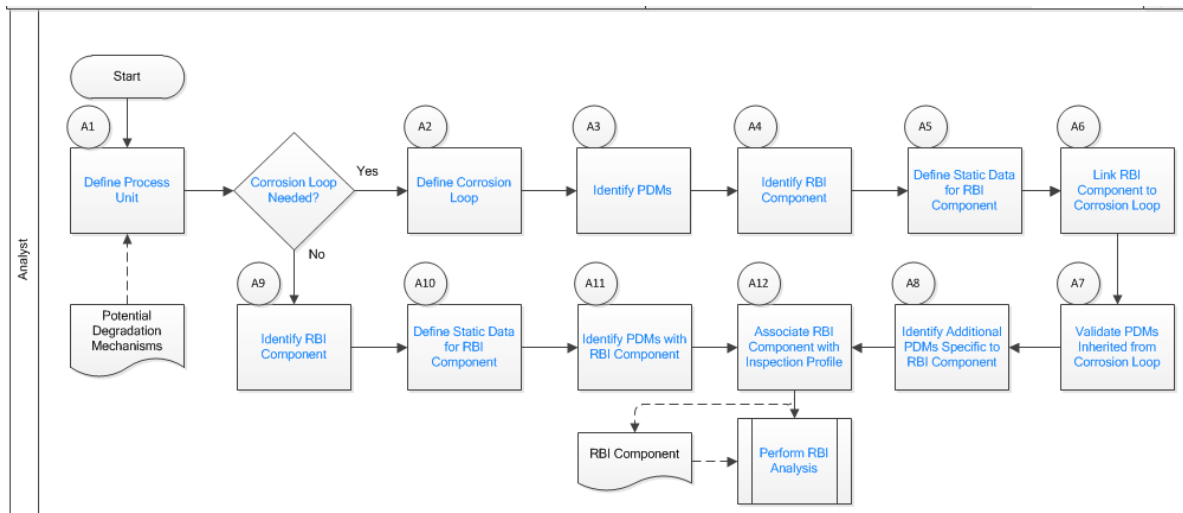 Start
A1
Define Process
Unit
Corrosion Loop
Needed?
Yes
No
A2
Define Corrosion
Loop
A3
Identify PDMs
A4
Identify RBI
Component
A5
Define Static Data
for RBI
Component
A6
Link RBI
Component to
Corrosion Loop
Analyst
Potential
Degradation
Mechanisms
A9
Identify RBI
Component
A10
Define Static Data
for RBI
Component
A11
Identify PDMs with
RBI Component
A12
Associate RBI
Component with
Inspection Profile
A8
Identify Additional
PDMs Specific to
RBI Component
A7
Validate PDMs
Inherited from
Corrosion Loop
RBI Component
Perform RBI
Analysis